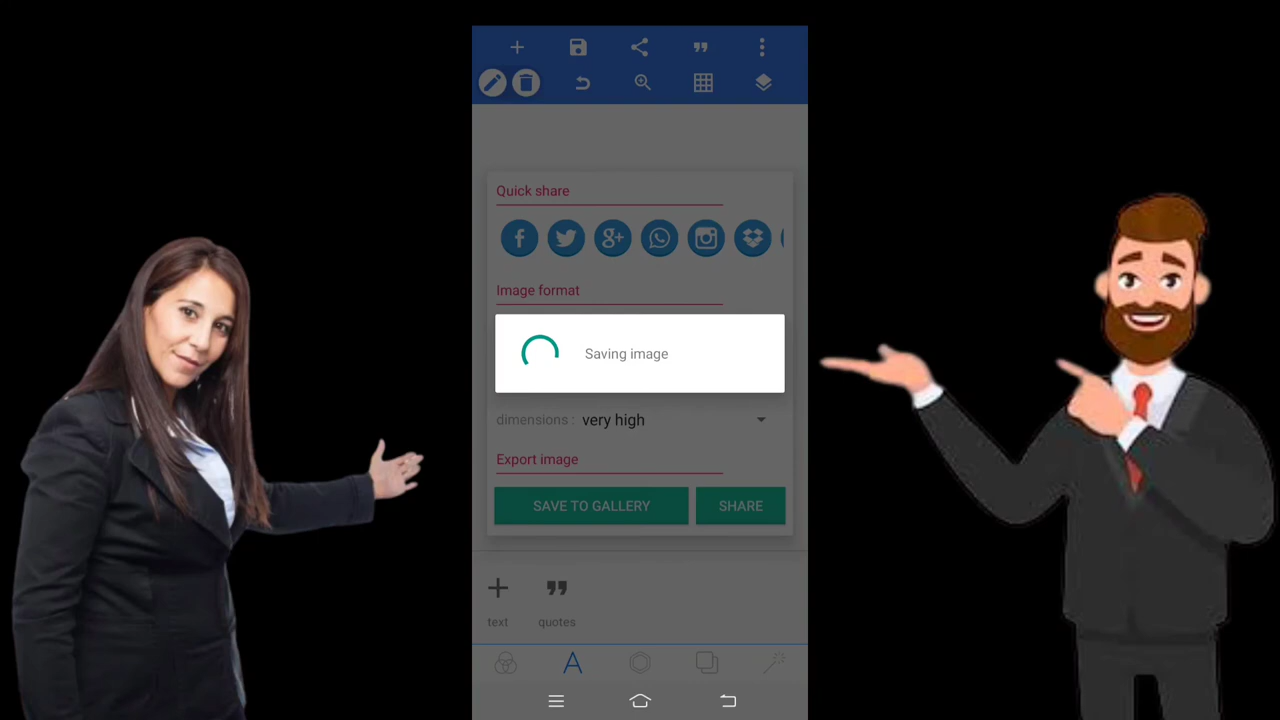 Quick share
Image format
Saving image
dimensions : very high
Export image
SAVE TO GALLERY SHARE
text quotes